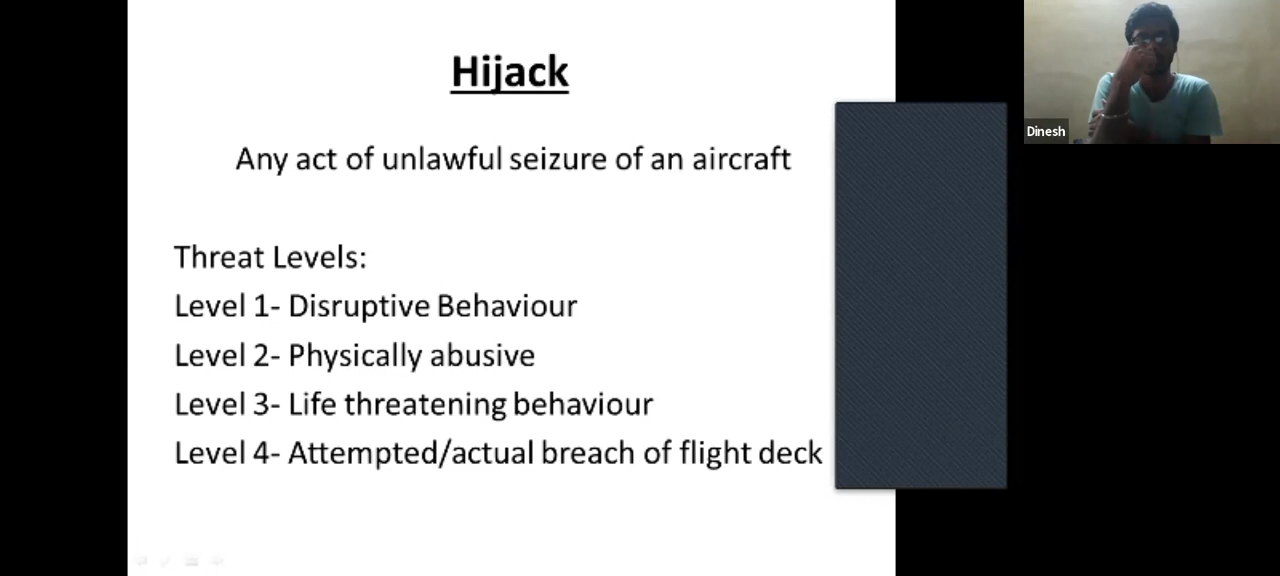 Hijack
Any act of unlawful seizure of an aircraft
Threat Levels:
Level 1- Disruptive Behaviour
Level 2- Physically abusive
Level 3- Life threatening behaviour
Level 4- Attempted/actual breach of flight deck
Dinesh